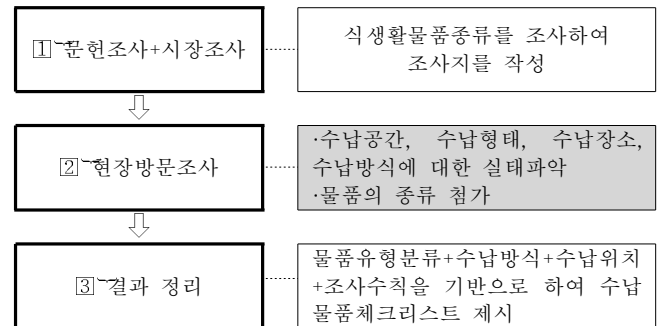 1 문헌조사+시장조사
식생활물품종류를 조사하여
조사지를 작성
2 현장방문조사
·수납공간, 수납형태, 수납장소,
수납방식에 대한 실태파악
·물품의 종류 첨가
3 결과 정리
물품유형분류+수납방식+수납위치
+조사수칙을 기반으로 하여 수납
물품체크리스트 제시